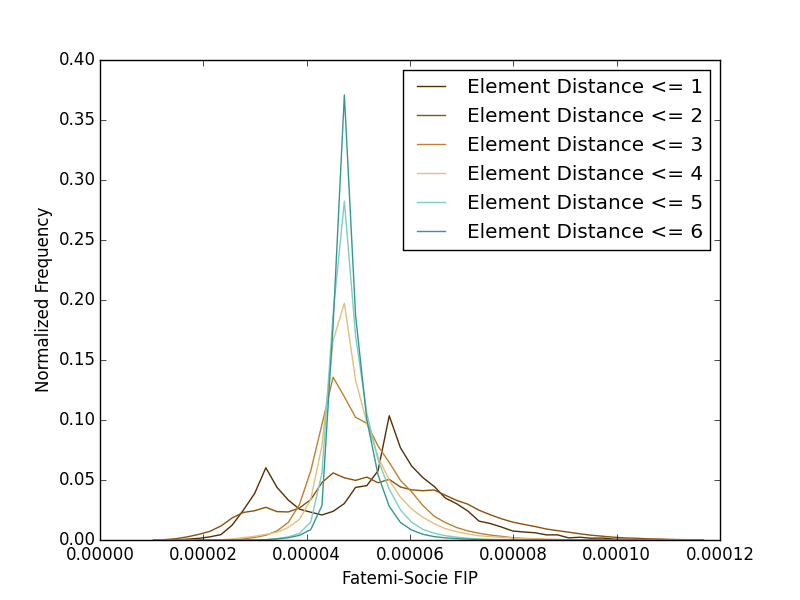 0.40
0.35
0.30
0.25
0.20
0.15
0.10
0.05
0.00
Normalized Frequency
Element Distance <= 1
Element Distance <= 2
Element Distance <= 3
Element Distance <= 4
Element Distance <= 5
Element Distance <= 6
0.00000 0.00002 0.00004 0.00006 0.00008 0.00010 0.00012
Fatemi-Socie FIP